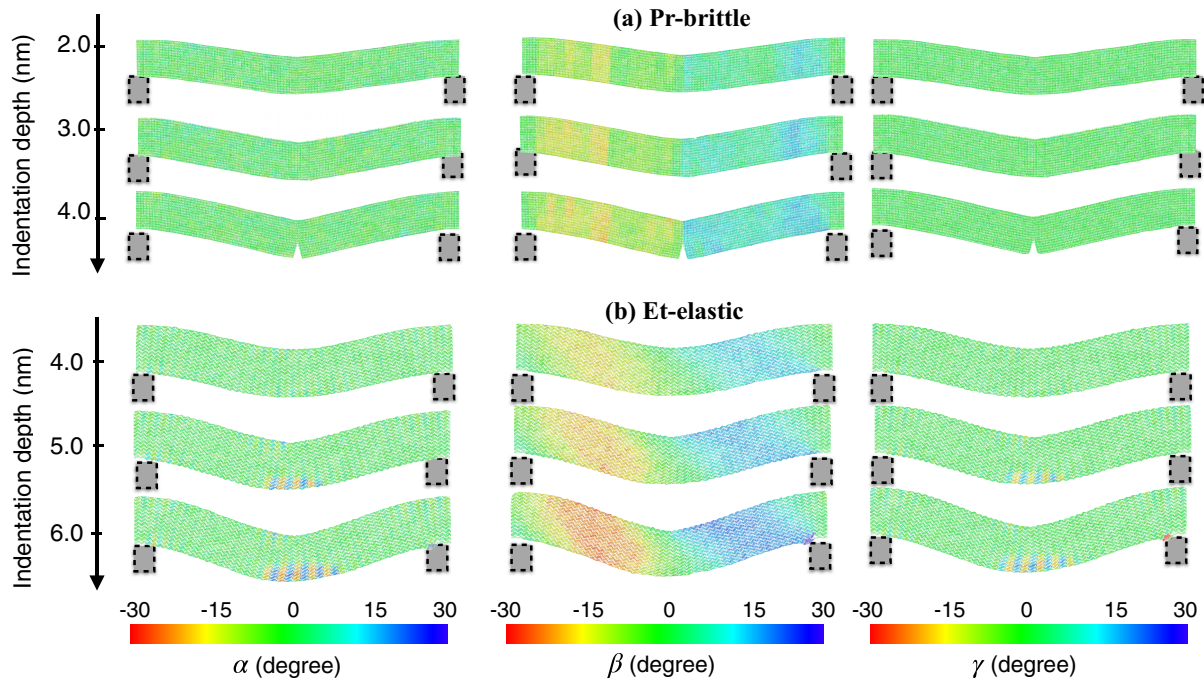 (a) Pr-brittle
Indentation depth (nm)
2.0
3.0
4.0
(b) Et-elastic
Indentation depth (nm)
4.0
5.0
6.0
-30 -15 0 15 30
α (degree)
-30 -15 0 15 30
β (degree)
-30 -15 0 15 30
γ (degree)